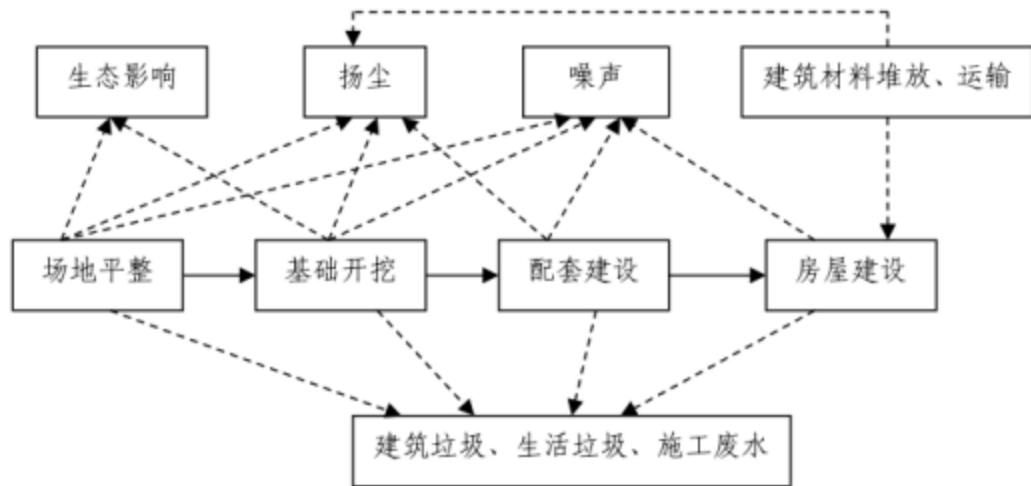 生态影响
扬尘
噪声
建筑材料堆放、运输
场地平整
基础开挖
配套建设
房屋建设
建筑垃圾、生活垃圾、施工废水